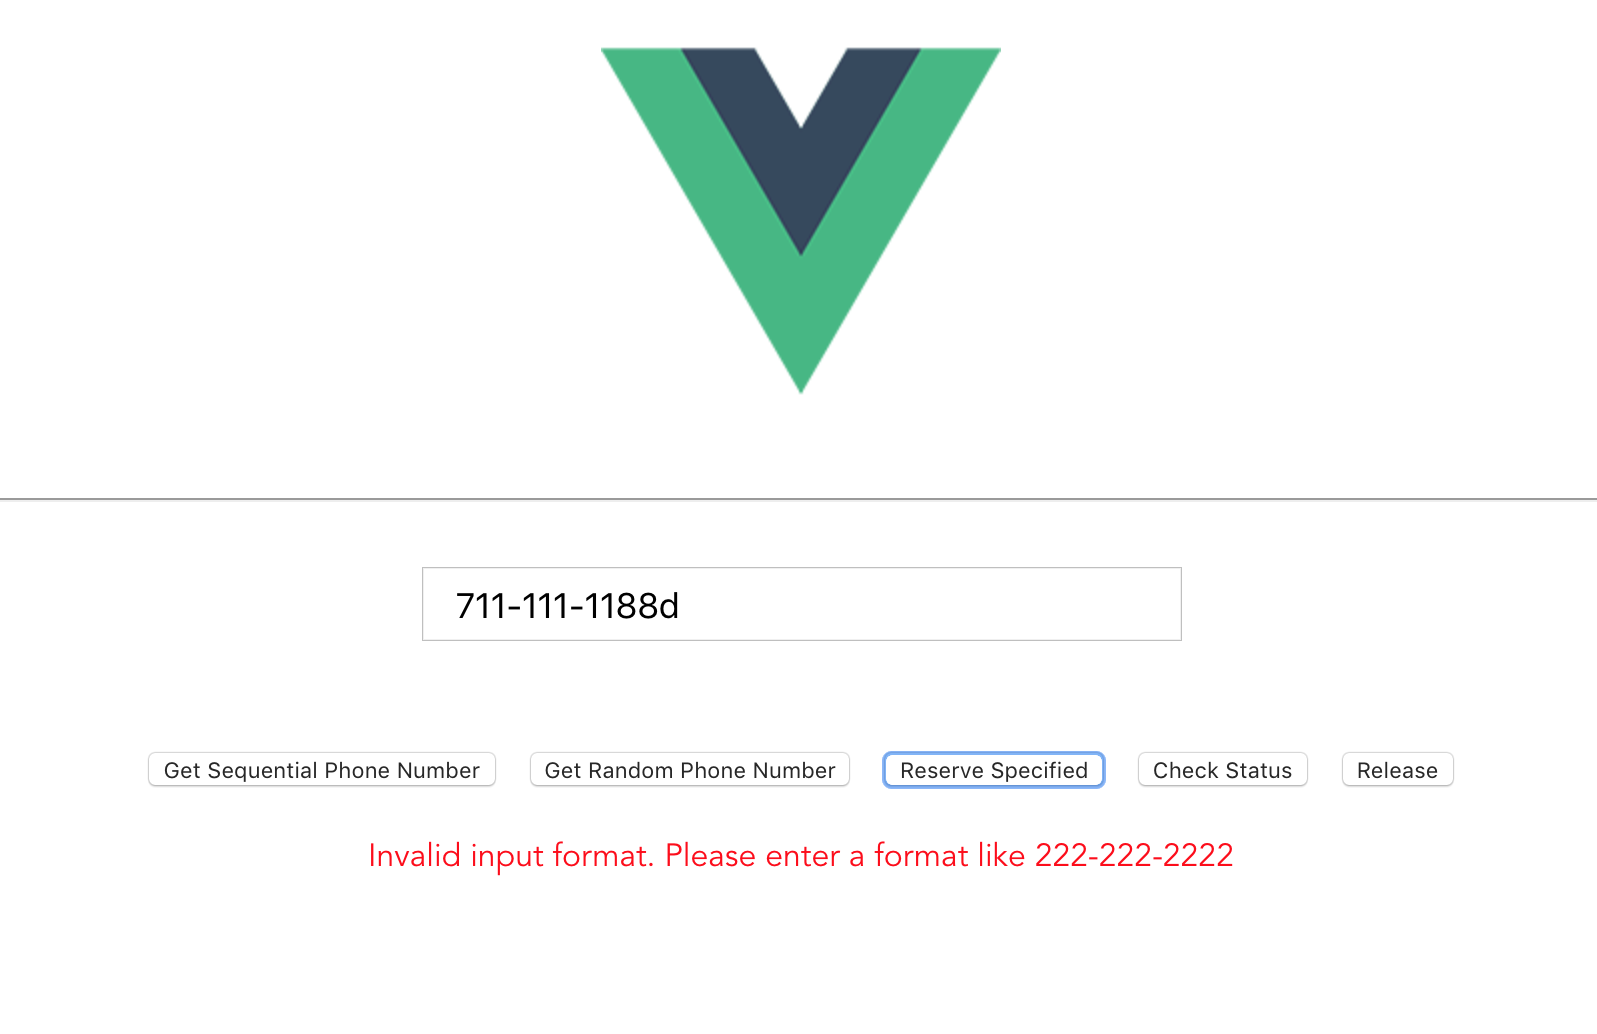 711-111-1188d
Get Sequential Phone Number Get Random Phone Number Reserve Specified Check Status Release
Invalid input format. Please enter a format like 222-222-2222